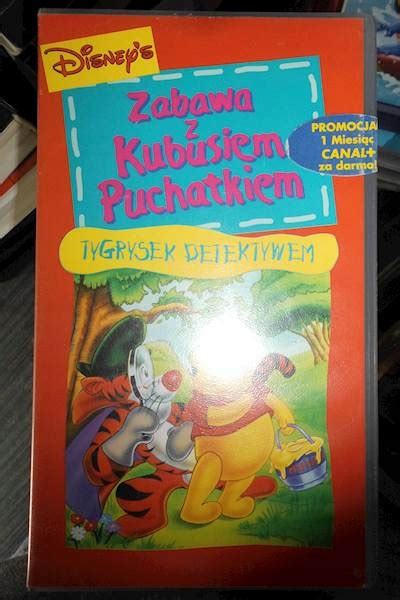 DISNEY'S
Zabawa
z
Kubusiem
Puchatkiem
PROMOCJA
1 Miesiąc
CANAL+
za darmo!
TYGRYSEK DETEKTYWEM